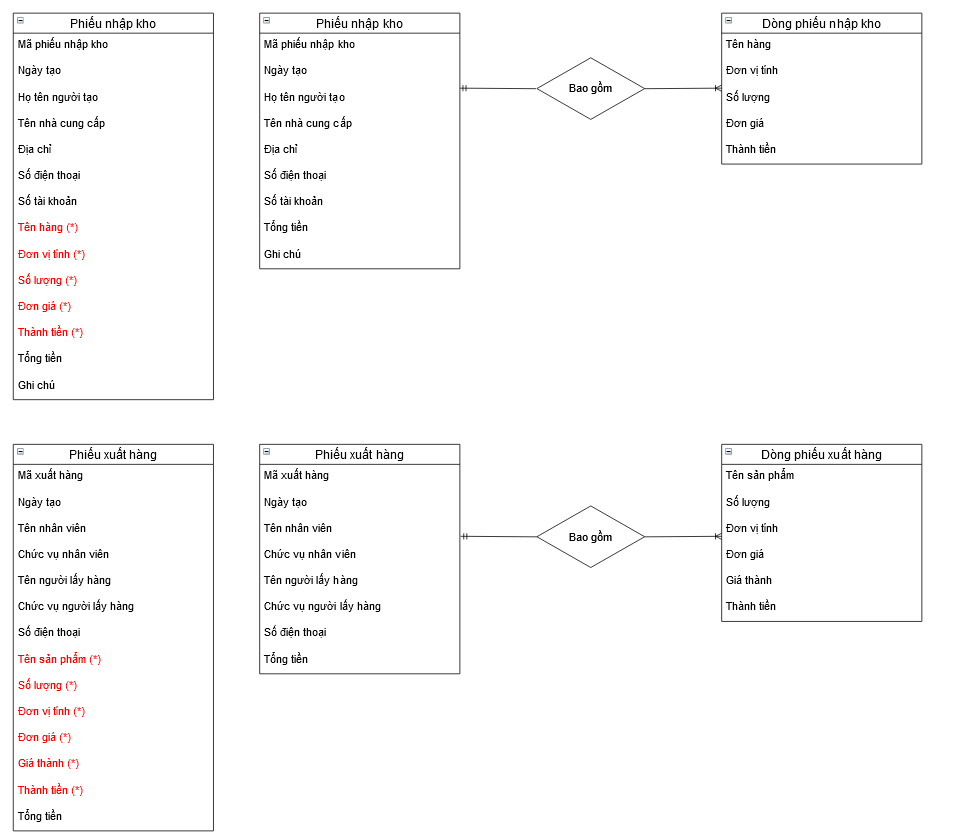 Phiếu nhập kho
Mã phiếu nhập kho
Ngày tạo
Họ tên người tạo
Tên nhà cung cấp
Địa chỉ
Số điện thoại
Số tài khoản
Tên hàng (*)
Đơn vị tính (*)
Số lượng (*)
Đơn giá (*)
Thành tiền (*)
Tổng tiền
Ghi chú
Phiếu nhập kho
Mã phiếu nhập kho
Ngày tạo
Họ tên người tạo
Tên nhà cung cấp
Địa chỉ
Số điện thoại
Số tài khoản
Tổng tiền
Ghi chú
Bao gồm
Dòng phiếu nhập kho
Tên hàng
Đơn vị tính
Số lượng
Đơn giá
Thành tiền
Phiếu xuất hàng
Mã xuất hàng
Ngày tạo
Tên nhân viên
Chức vụ nhân viên
Tên người lấy hàng
Chức vụ người lấy hàng
Số điện thoại
Tên sản phẩm (*)
Số lượng (*)
Đơn vị tính (*)
Đơn giá (*)
Giá thành (*)
Thành tiền (*)
Tổng tiền
Phiếu xuất hàng
Mã xuất hàng
Ngày tạo
Tên nhân viên
Chức vụ nhân viên
Tên người lấy hàng
Chức vụ người lấy hàng
Số điện thoại
Tổng tiền
Bao gồm
Dòng phiếu xuất hàng
Tên sản phẩm
Số lượng
Đơn vị tính
Đơn giá
Giá thành
Thành tiền